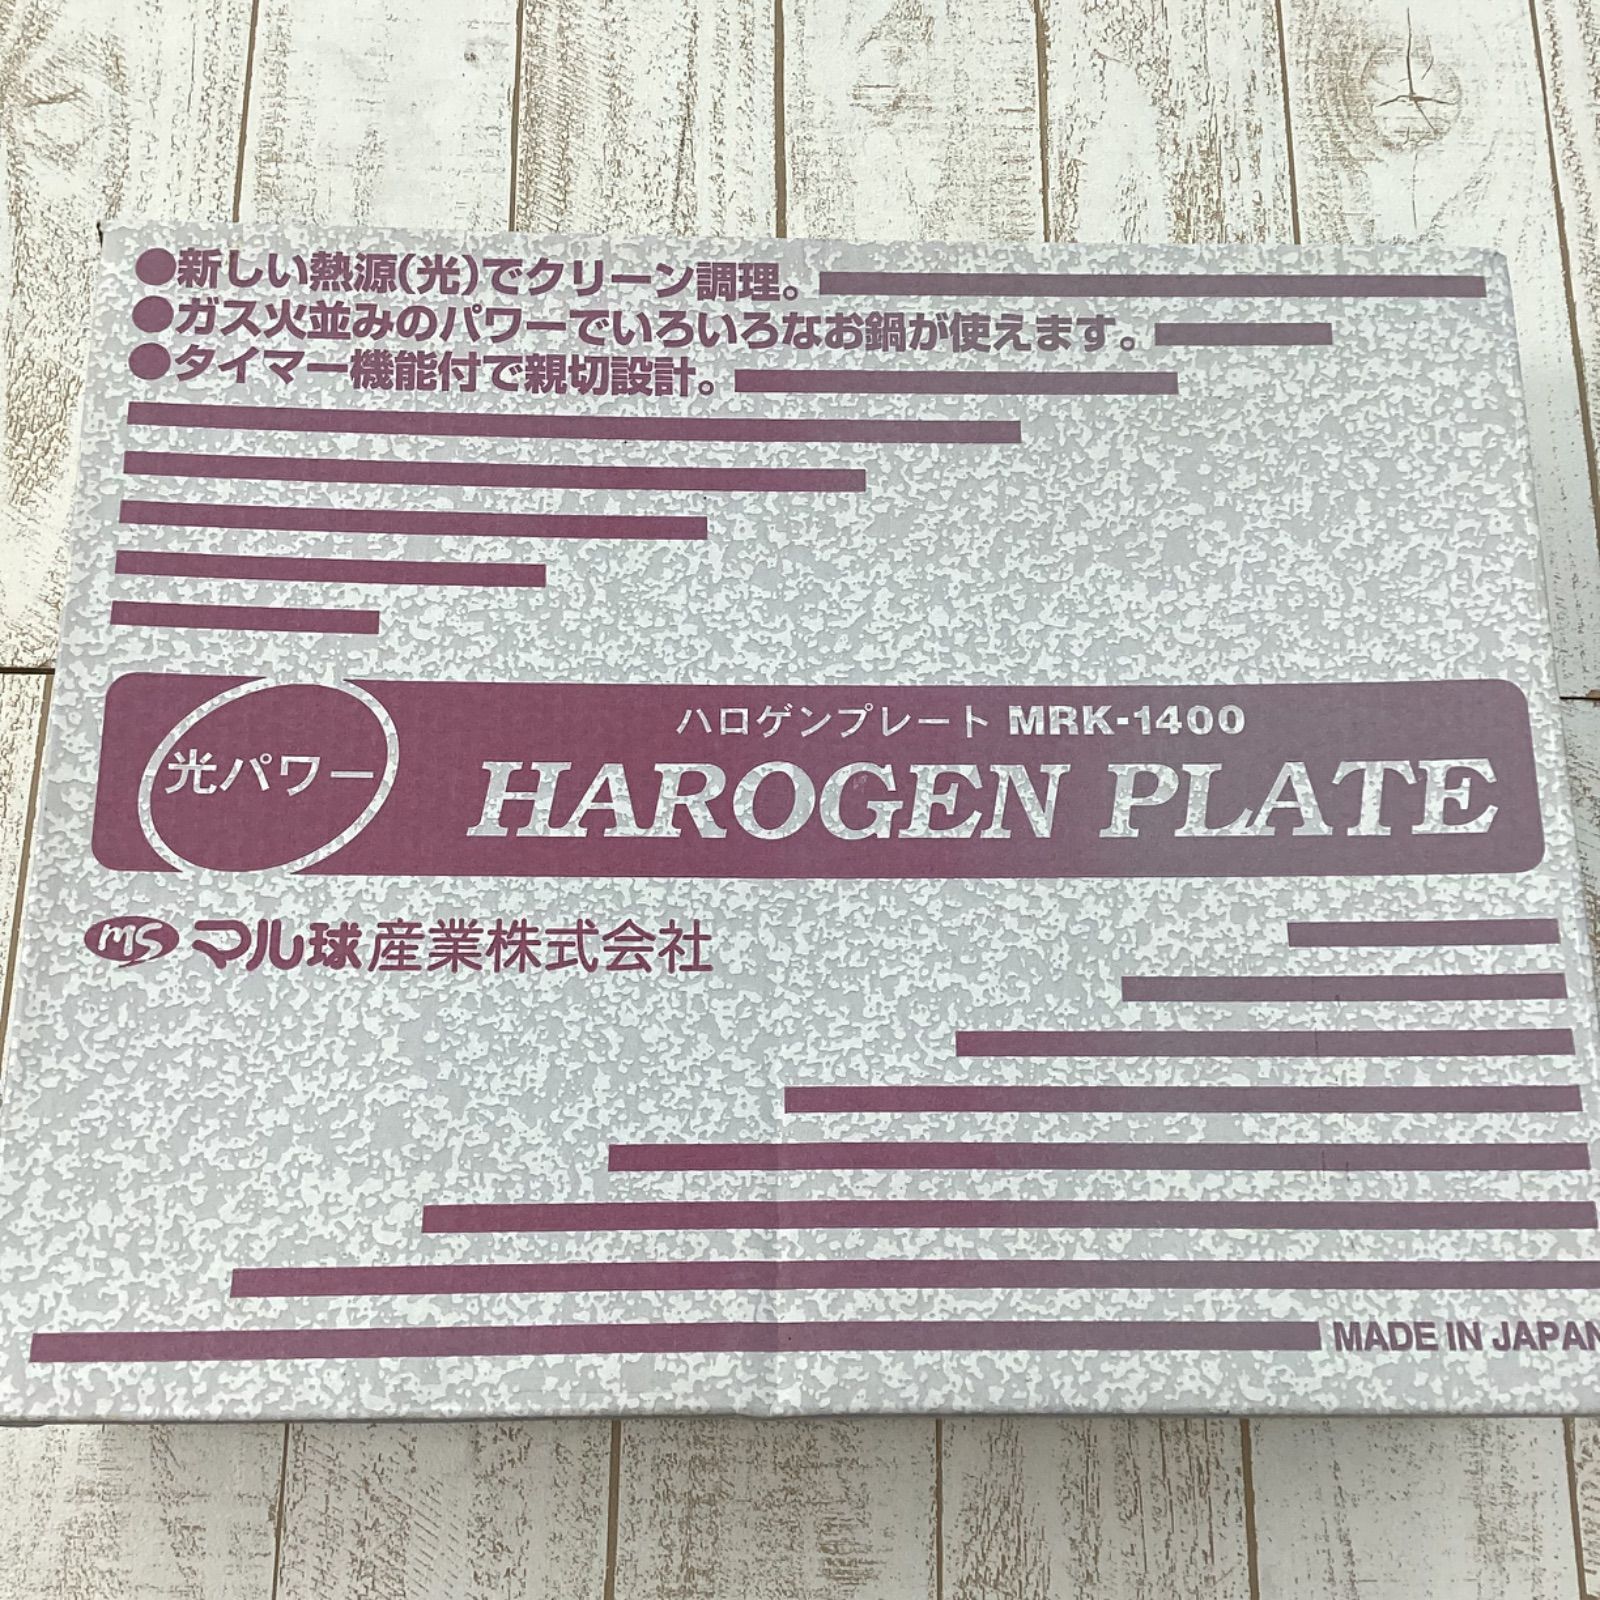 ●新しい熱源(光)でクリーン調理。
●ガス火並みのパワーでいろいろなお鍋が使えます。
●タイマー機能付で親切設計。
光パワー
ハロゲンプレート MRK-1400
HAROGEN PLATE
MS マル球産業株式会社
MADE IN JAPAN